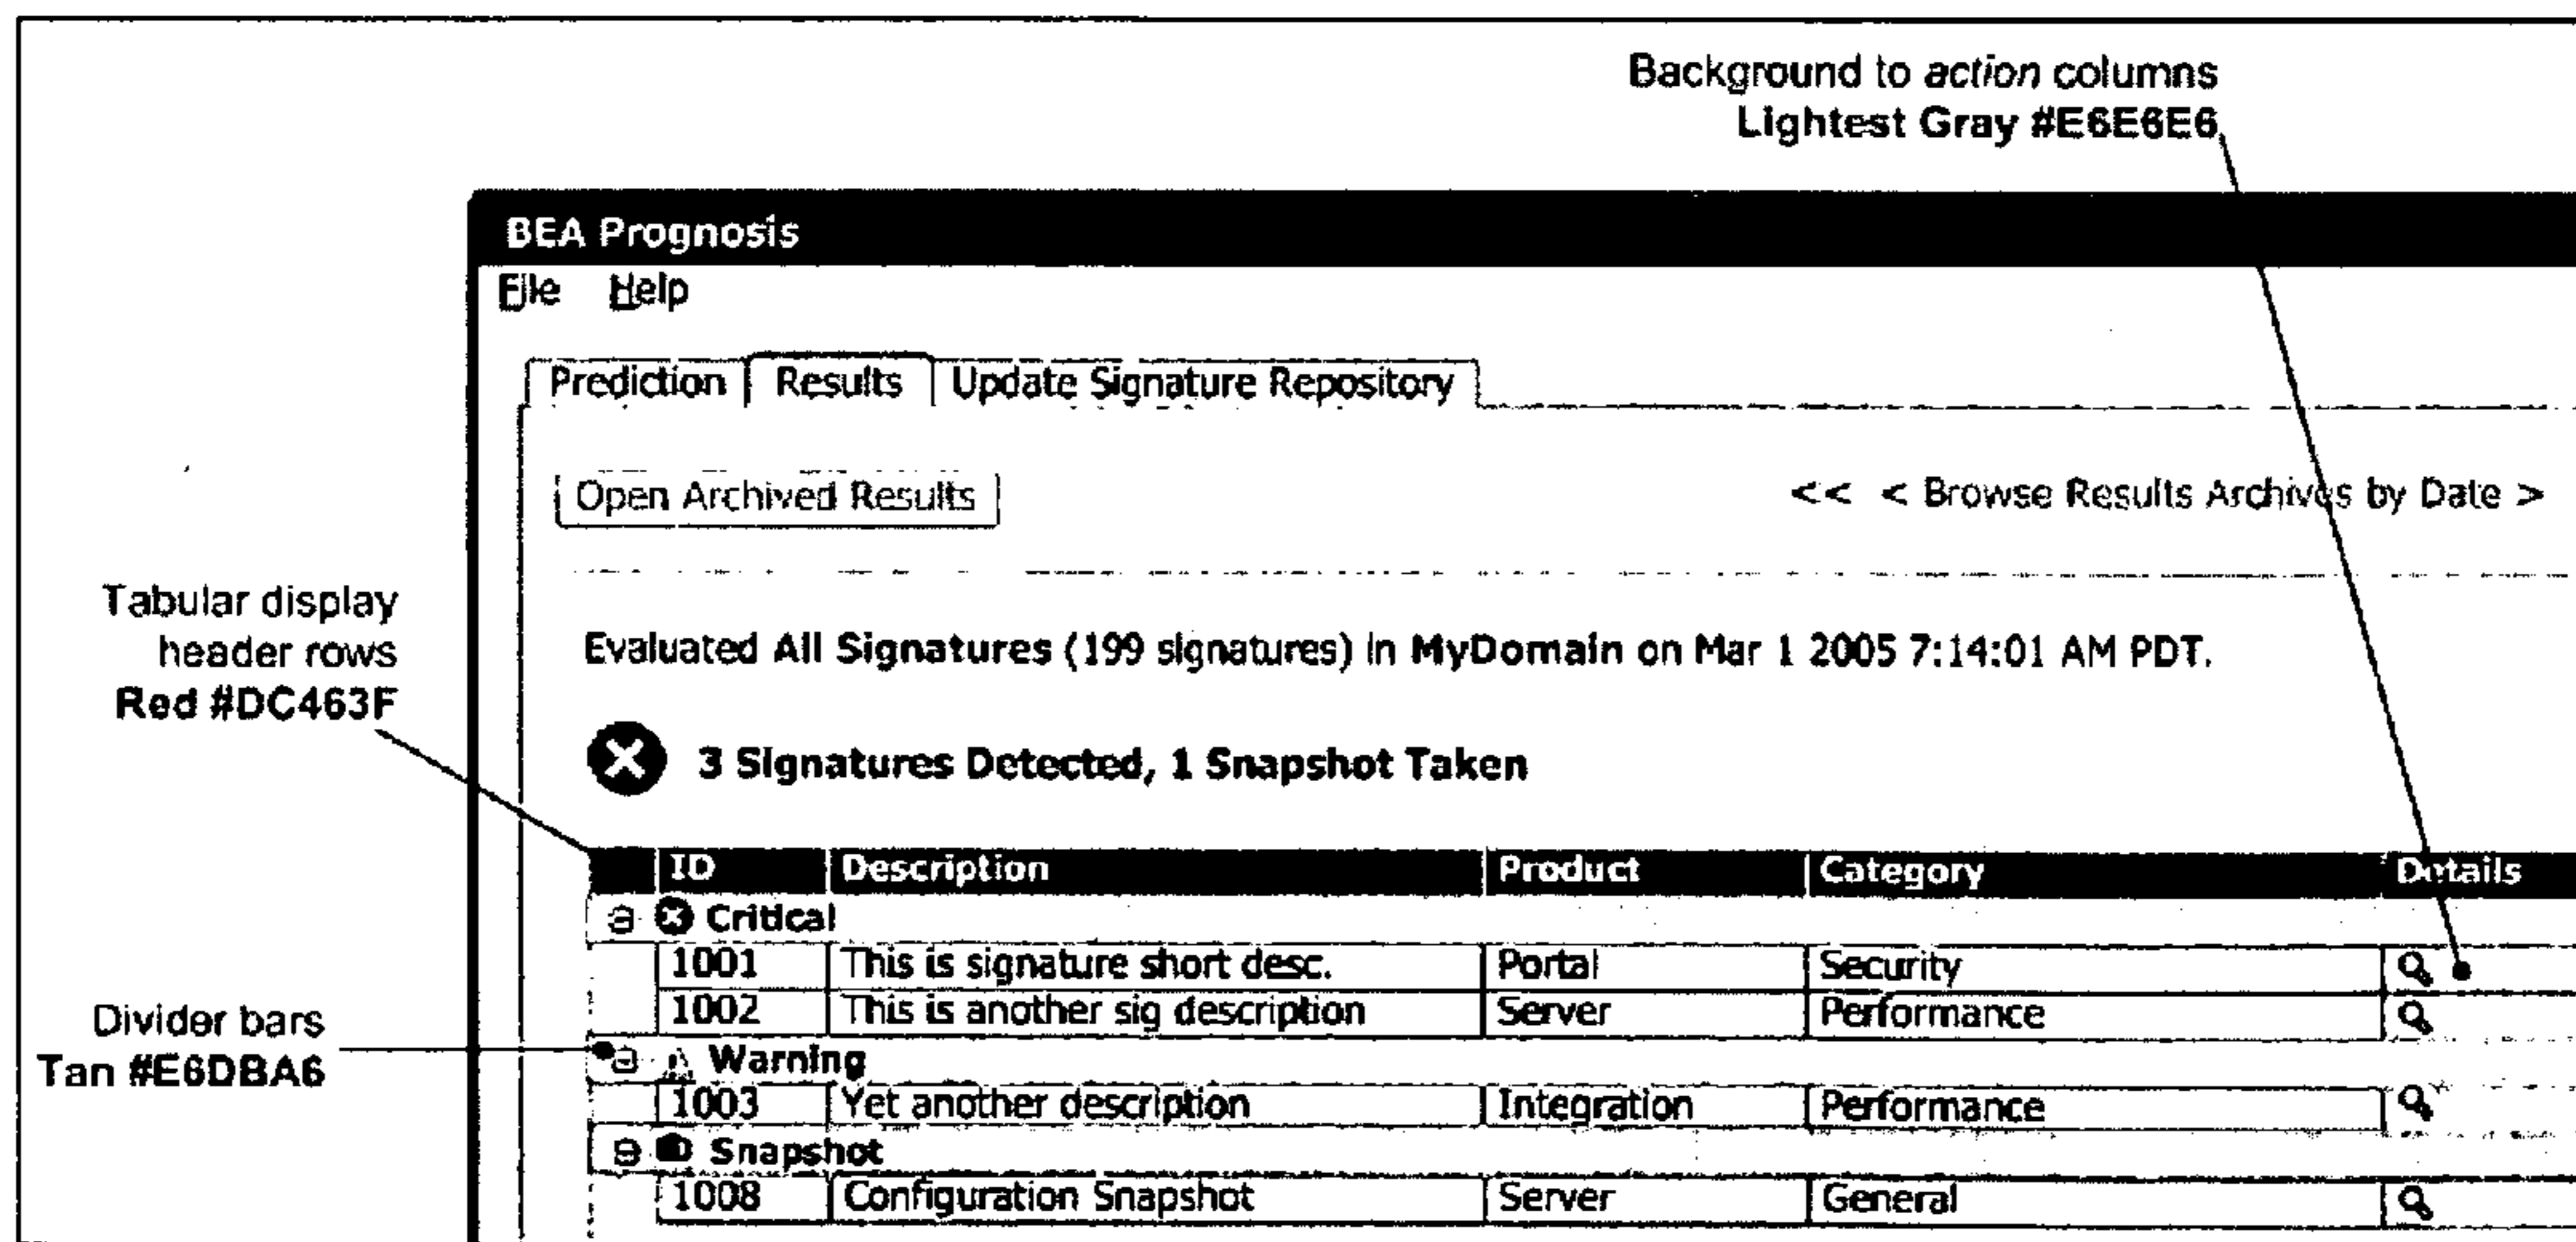 Background to action columns
Lightest Gray #E6E6E6
BEA Prognosis
File Help
Prediction Results Update Signature Repository
Open Archived Results << < Browse Results Archives by Date >
Tabular display
header rows
Red #DC463F
Evaluated All Signatures (199 signatures) in MyDomain on Mar 1 2005 7:14:01 AM PDT.
3 Signatures Detected, 1 Snapshot Taken
ID Description Product Category Details
Critical
1001 This is signature short desc. Portal Security
1002 This is another sig description Server Performance
Divider bars
Tan #E6DBA6
Warning
1003 Yet another description Integration Performance
Snapshot
1008 Configuration Snapshot Server General